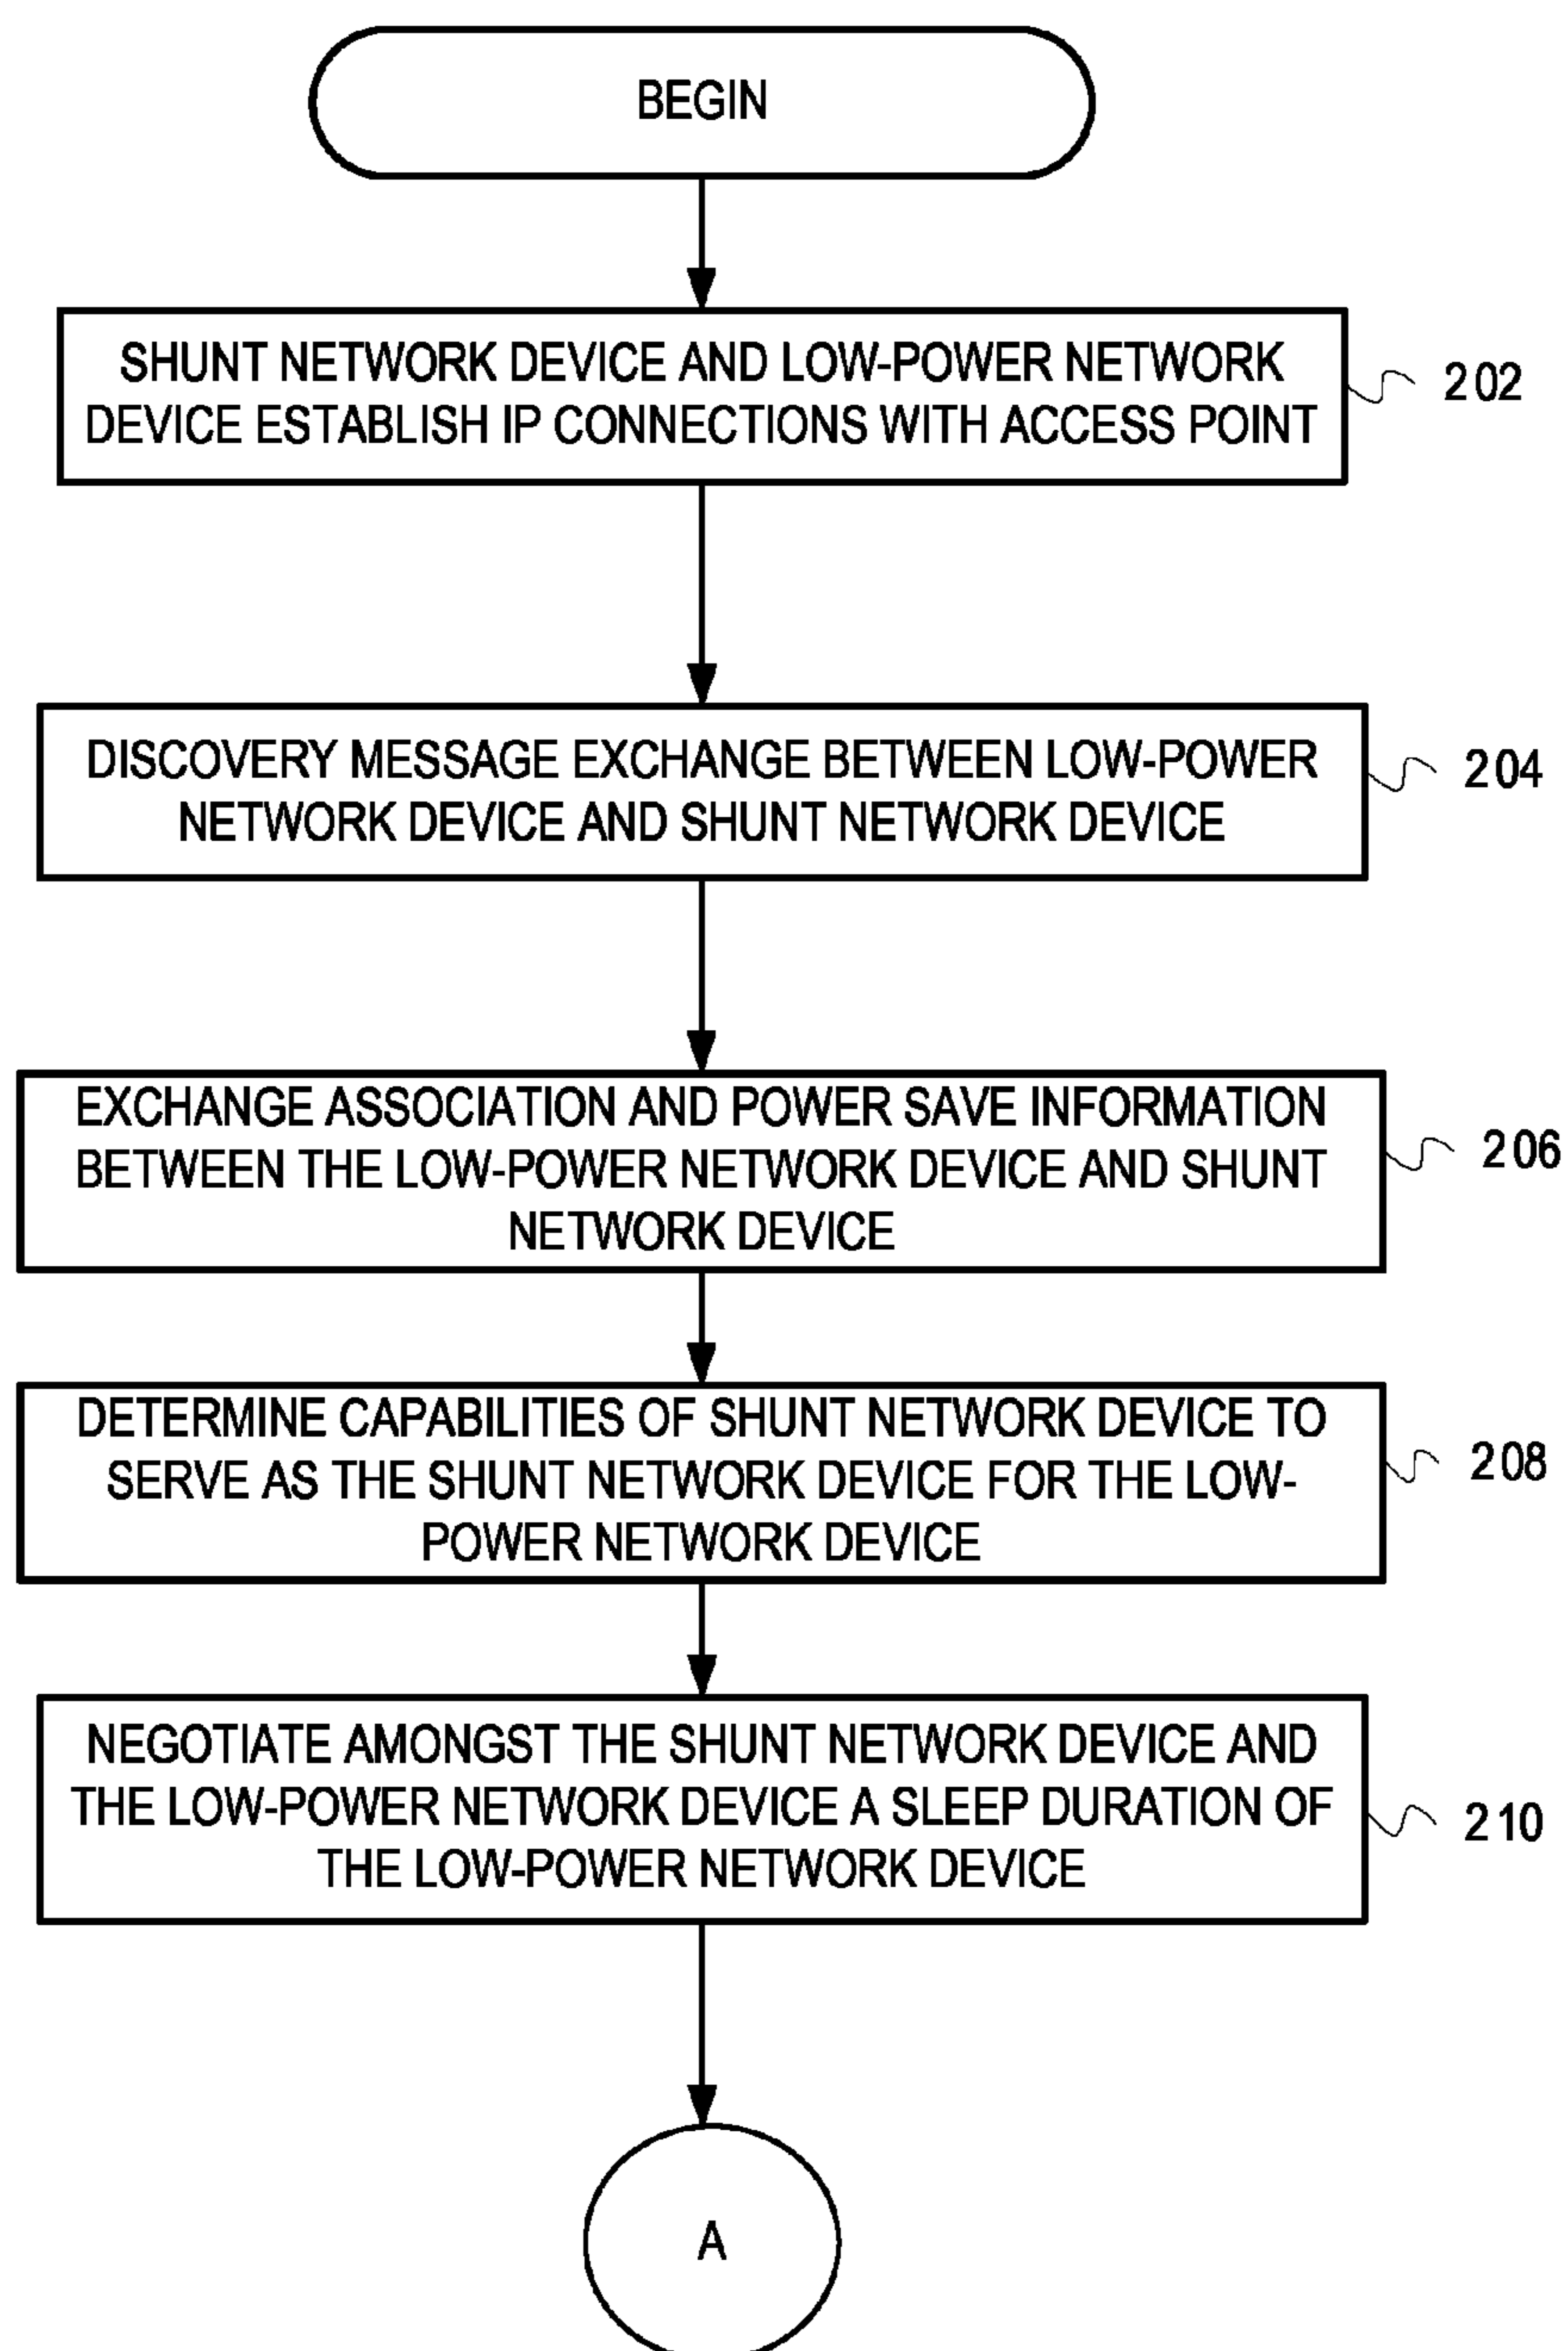 BEGIN
SHUNT NETWORK DEVICE AND LOW-POWER NETWORK
DEVICE ESTABLISH IP CONNECTIONS WITH ACCESS POINT
202
DISCOVERY MESSAGE EXCHANGE BETWEEN LOW-POWER
NETWORK DEVICE AND SHUNT NETWORK DEVICE
204
EXCHANGE ASSOCIATION AND POWER SAVE INFORMATION
BETWEEN THE LOW-POWER NETWORK DEVICE AND SHUNT
NETWORK DEVICE
206
DETERMINE CAPABILITIES OF SHUNT NETWORK DEVICE TO
SERVE AS THE SHUNT NETWORK DEVICE FOR THE LOW-
POWER NETWORK DEVICE
208
NEGOTIATE AMONGST THE SHUNT NETWORK DEVICE AND
THE LOW-POWER NETWORK DEVICE A SLEEP DURATION OF
THE LOW-POWER NETWORK DEVICE
210
A